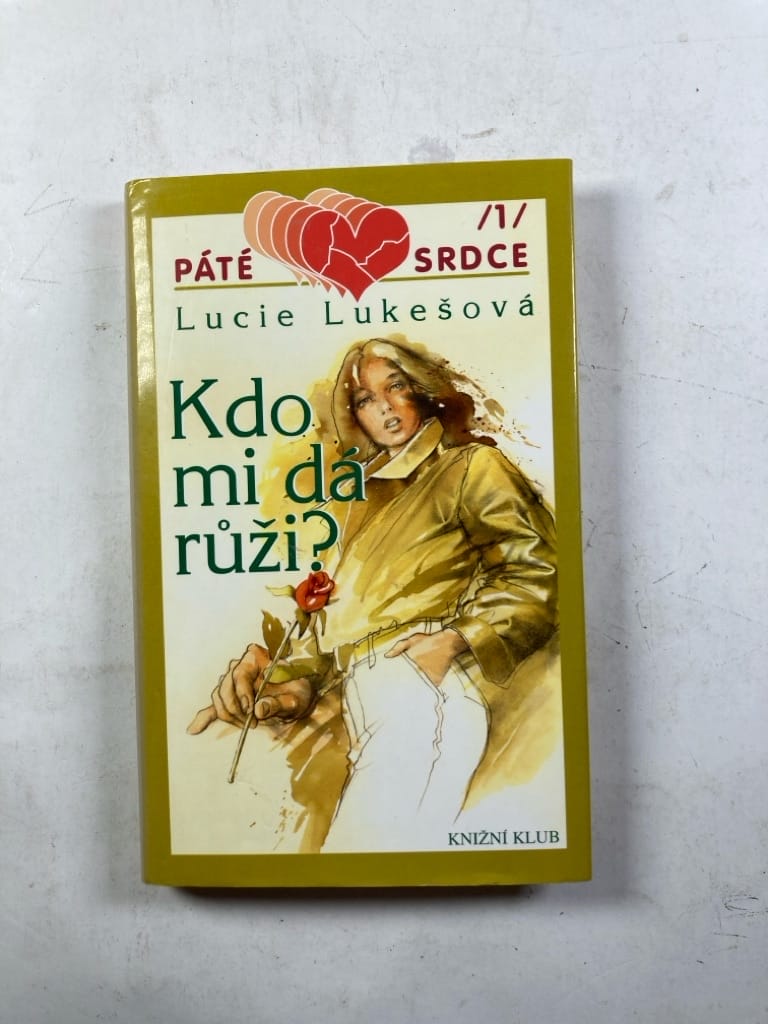 /1/
PÁTÉ SRDCE
Lucie Lukešová
Kdo
mi dá
růži?
KNIŽNÍ KLUB